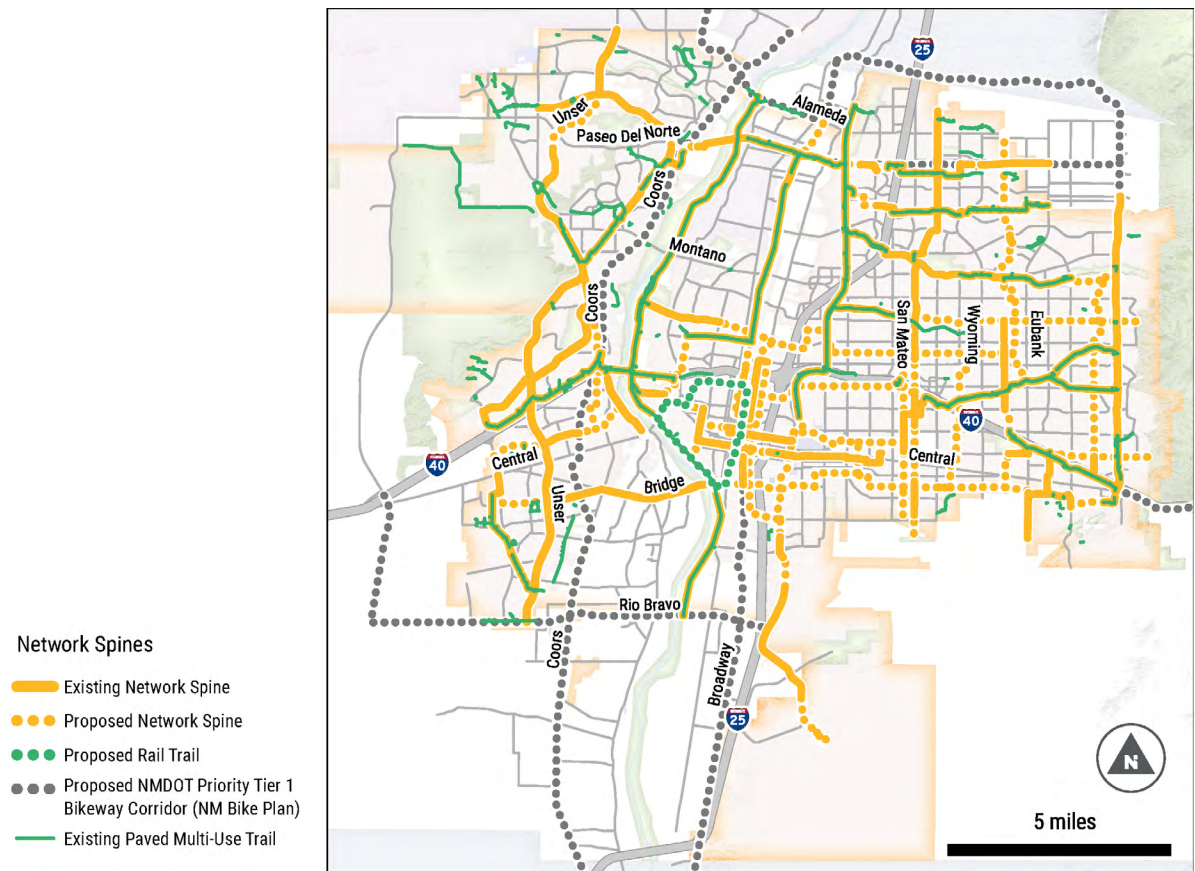 25
Alameda
Unser
Paseo Del Norte
Coors
Montano
Coors
San Mateo
Wyoming
Eubank
40
Central
40
Central
Unser
Bridge
Rio Bravo
Coors
Broadway
25
N
5 miles
Network Spines
Existing Network Spine
Proposed Network Spine
Proposed Rail Trail
Proposed NMDOT Priority Tier 1
Bikeway Corridor (NM Bike Plan)
Existing Paved Multi-Use Trail